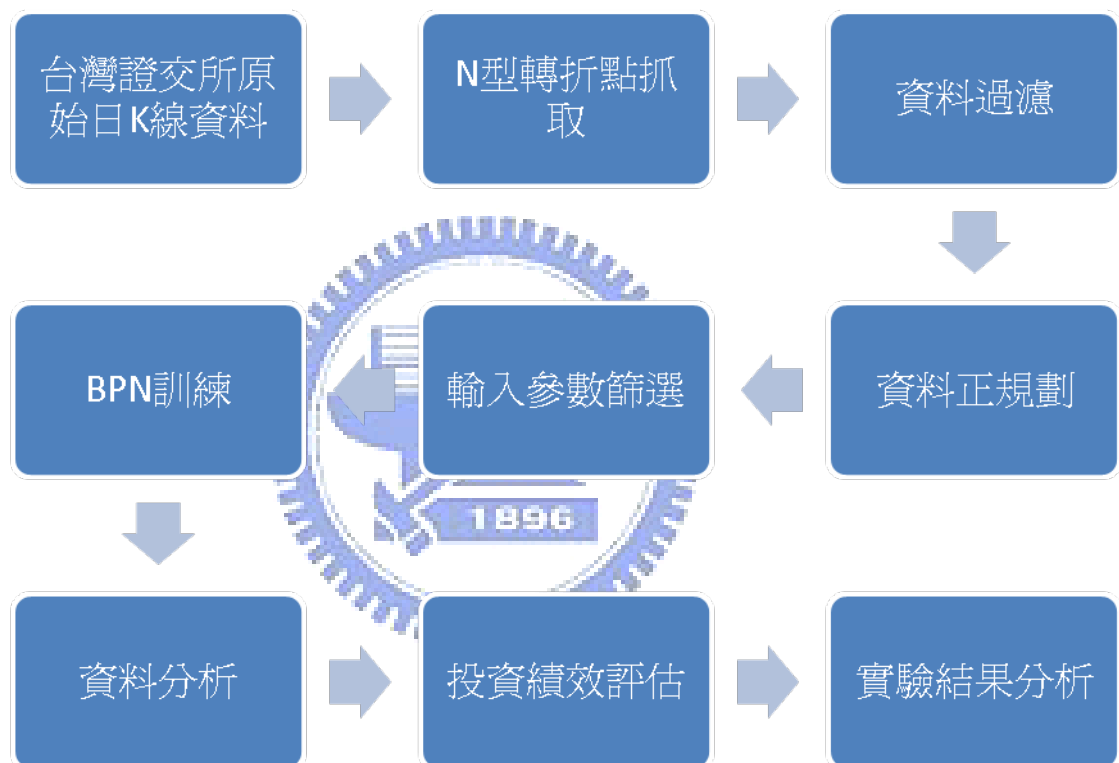 台灣證交所原
始日K線資料
N型轉折點抓
取
資料過濾
資料正規劃
輸入參數篩選
BPN訓練
1896
資料分析
投資績效評估
實驗結果分析